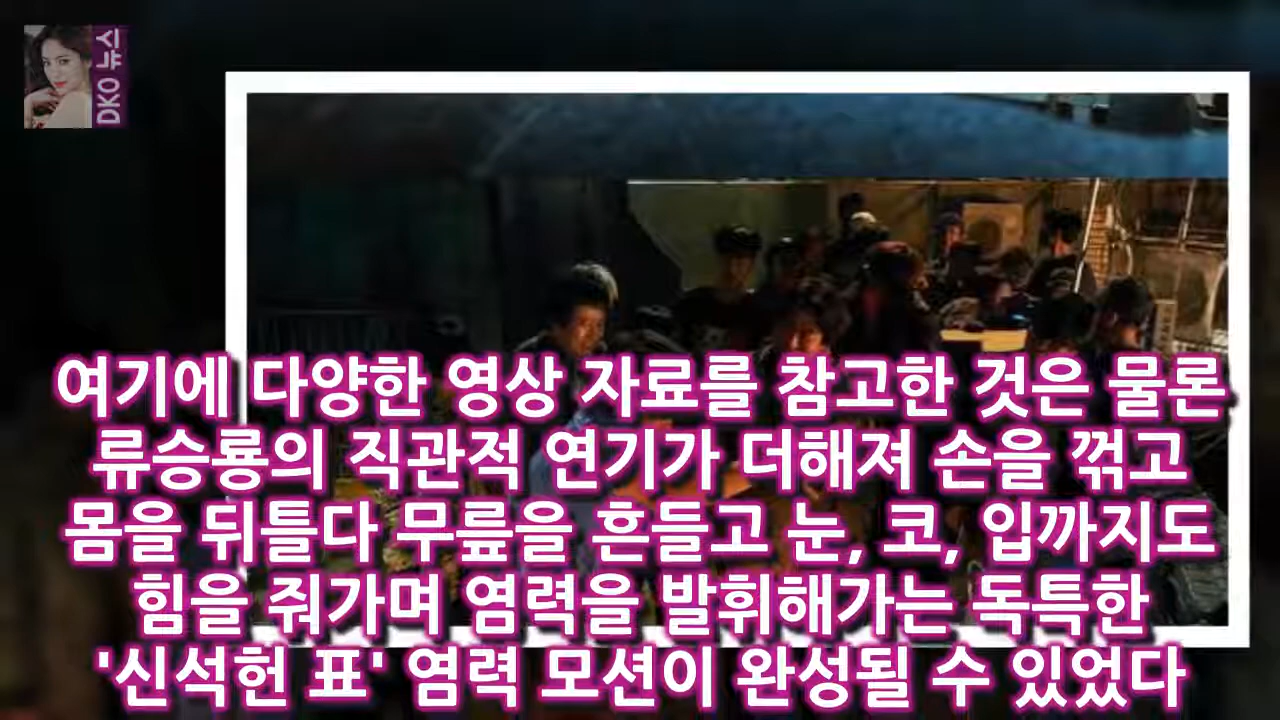 DKO 뉴스
여기에 다양한 영상 자료를 참고한 것은 물론
류승룡의 직관적 연기가 더해져 손을 꺾고
몸을 뒤틀다 무릎을 흔들고 눈, 코, 입까지도
힘을 줘가며 염력을 발휘해가는 독특한
'신석헌 표' 염력 모션이 완성될 수 있었다